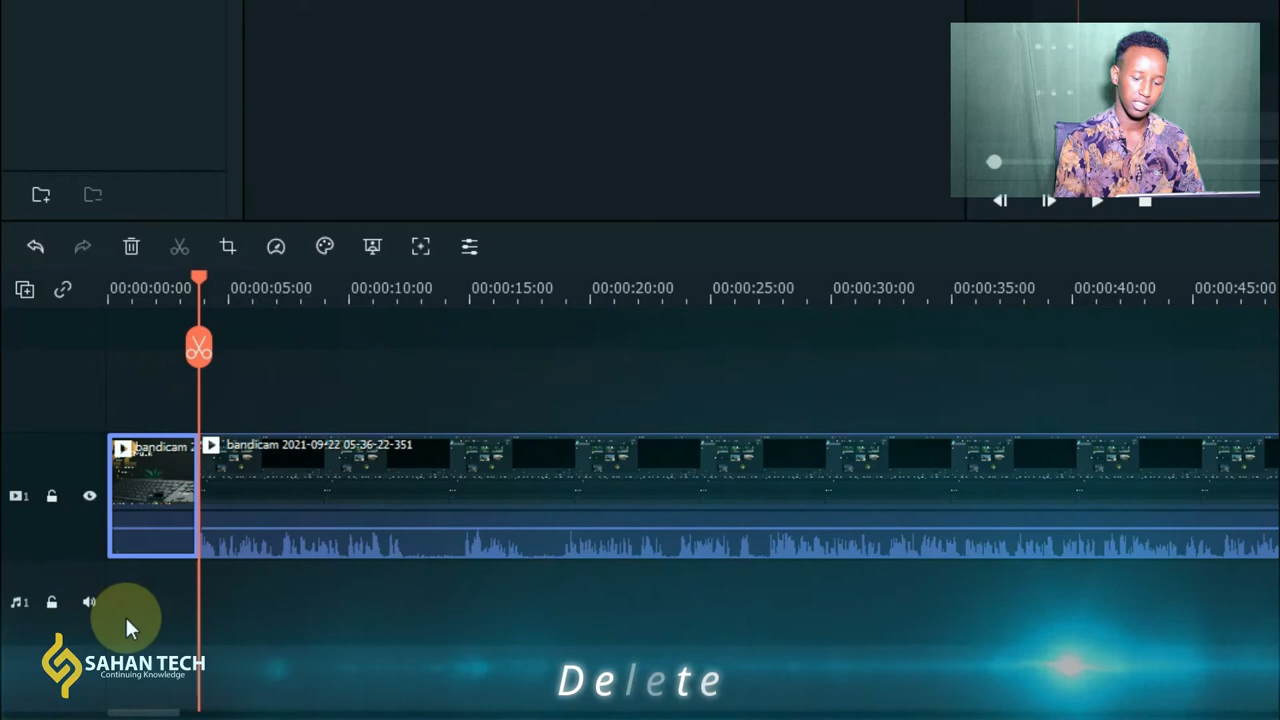 00:00:00:00 00:00:05:00 00:00:10:00 00:00:15:00 00:00:20:00 00:00:25:00 00:00:30:00 00:00:35:00 00:00:40:00 00:00:45:00
bandicam 2
bandicam 2021-09-22 05-36-22-351
1
1
SAHAN TECH
Continuing Knowledge
Delete